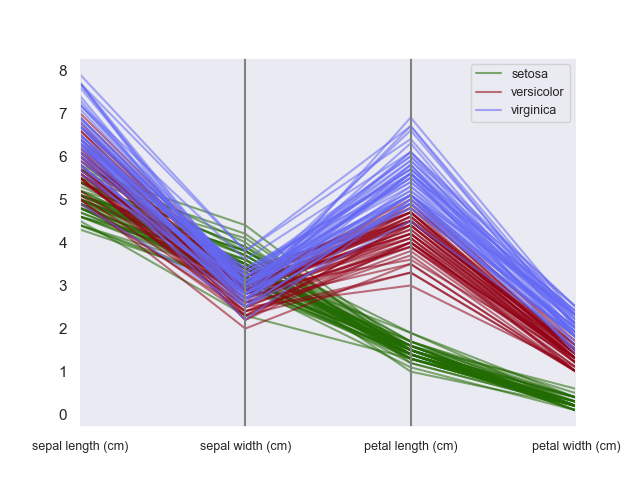 8
7
6
5
4
3
2
1
0
setosa
versicolor
virginica
sepal length (cm) sepal width (cm) petal length (cm) petal width (cm)